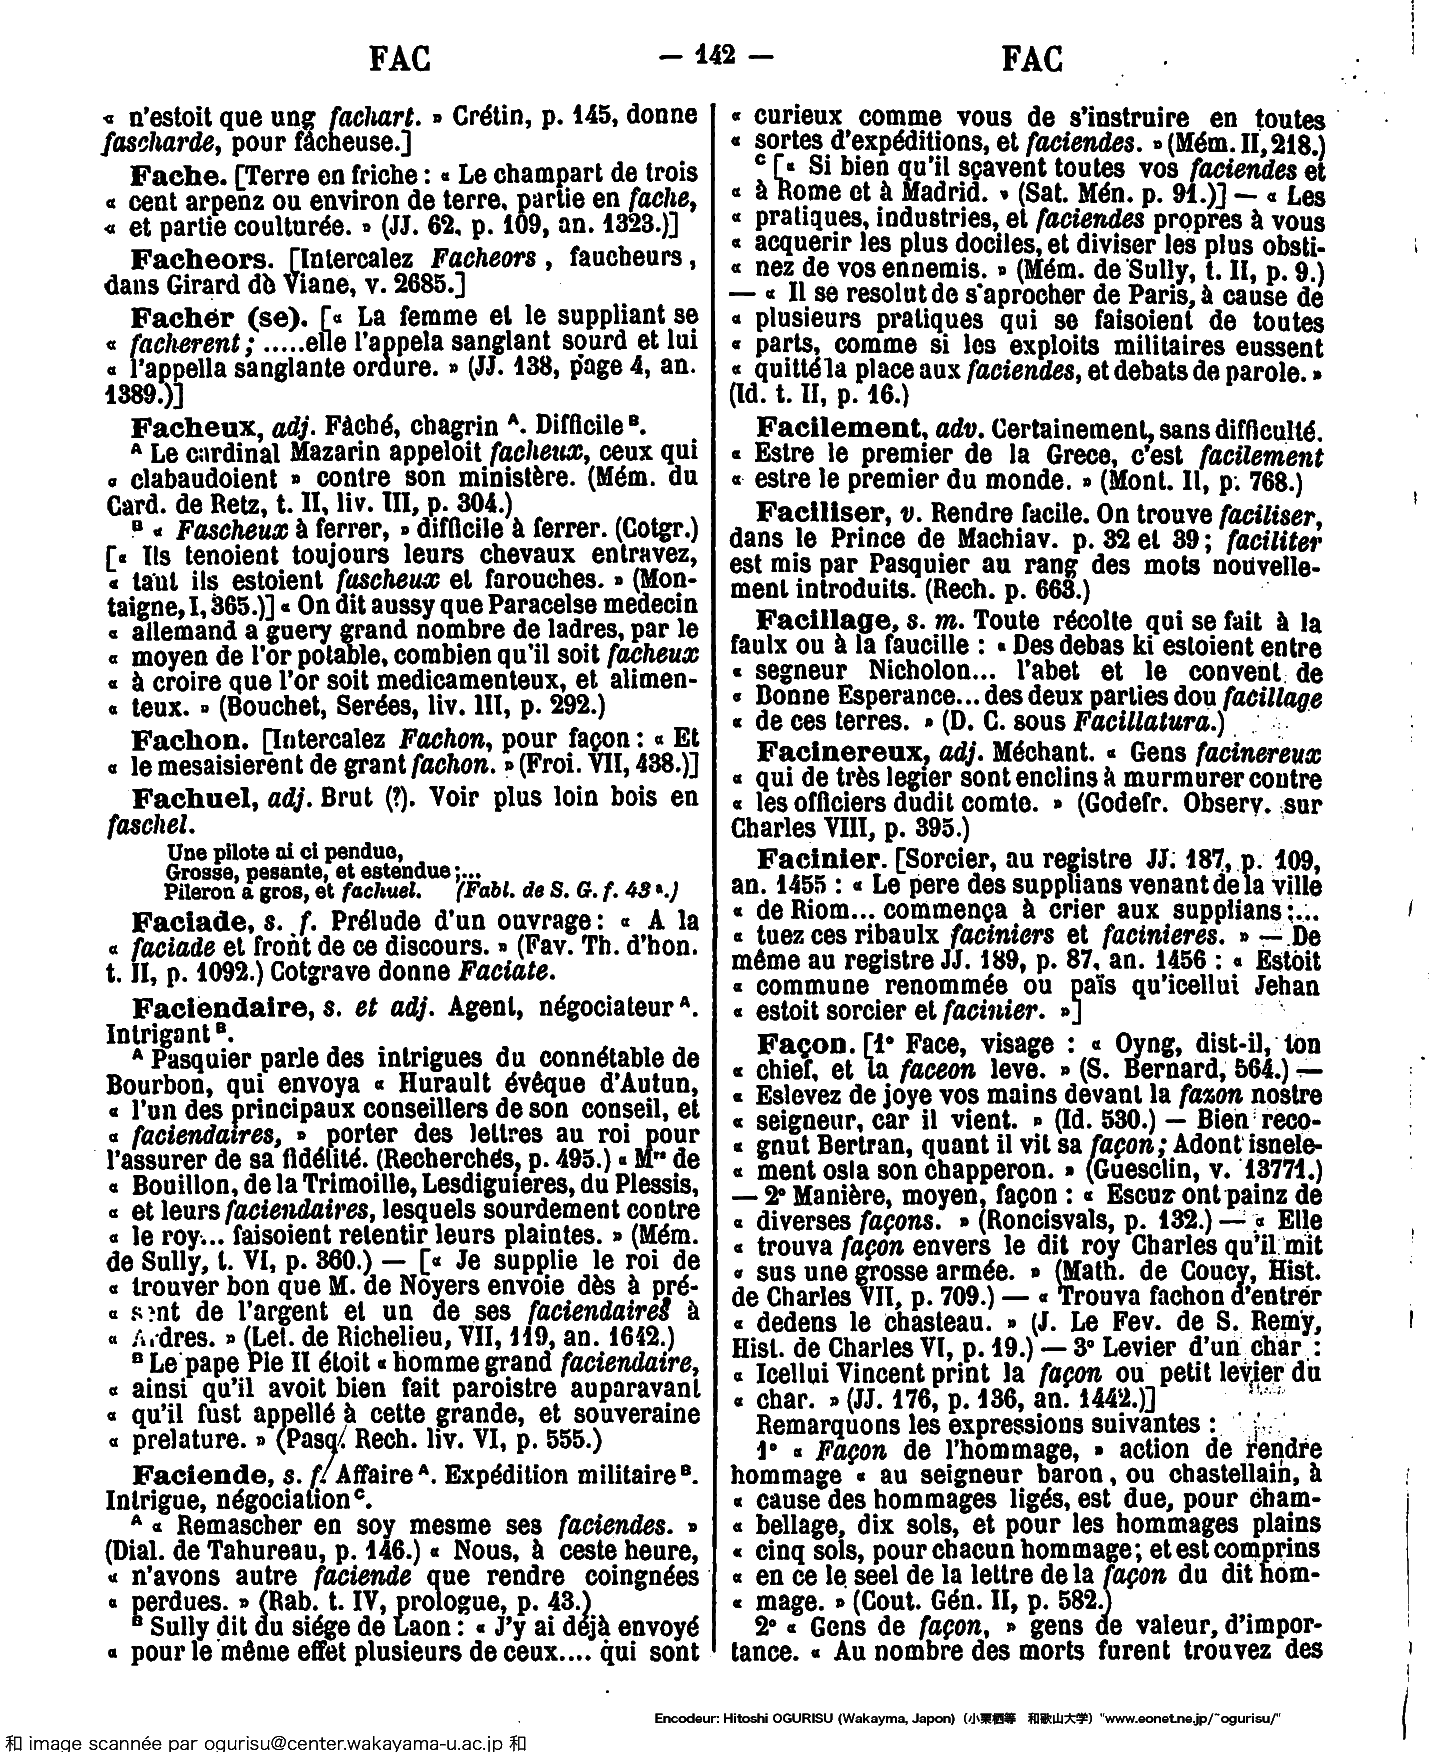 FAC — 142 — FAC
« n'estoit que ung fachart. » Crétin, p. 145, donne
fascharde, pour fâcheuse.]
Fache. [Terre en friche : « Le champart de trois
« cent arpenz ou environ de terre, partie en fache,
« et partie coulturée. » (JJ. 62, p. 109, an. 1323.)]
Facheors. [Intercalez Facheors, faucheurs,
dans Girard de Viane, v. 2685.]
Facher (se). [« La femme et le suppliant se
« facherent; .....elle l'appela sanglant sourd et lui
« l'appella sanglante ordure. » (JJ. 138, page 4, an.
1389.)]
Facheux, adj. Fâché, chagrin A. Difficile B.
A Le cardinal Mazarin appeloit facheux, ceux qui
« clabaudoient » contre son ministère. (Mém. du
Card. de Retz, t. II, liv. III, p. 304.)
B « Fascheux à ferrer, » difficile à ferrer. (Cotgr.)
[« Ils tenoient toujours leurs chevaux entravez,
« tant ils estoient fascheux et farouches. » (Mon-
taigne, I, 365.)] « On dit aussy que Paracelse medecin
« allemand a guery grand nombre de ladres, par le
« moyen de l'or potable, combien qu'il soit facheux
« à croire que l'or soit medicamenteux, et alimen-
« teux. » (Bouchet, Serées, liv. III, p. 292.)
Fachon. [Intercalez Fachon, pour façon : « Et
« le mesaisierent de grant fachon. » (Froi. VII, 438.)]
Fachuel, adj. Brut (?). Voir plus loin bois en
faschel.
Une pilote ai ci pendue,
Grosse, pesante, et estendue;...
Pileron a gros, et fachuel. (Fabl. de S. G. f. 43 a.)
Faciade, s. f. Prélude d'un ouvrage : « A la
« faciade et front de ce discours. » (Fav. Th. d'hon.
t. II, p. 1092.) Cotgrave donne Faciate.
Faciendaire, s. et adj. Agent, négociateur A.
Intrigant B.
A Pasquier parle des intrigues du connétable de
Bourbon, qui envoya « Hurault évêque d'Autun,
« l'un des principaux conseillers de son conseil, et
« faciendaires, » porter des lettres au roi pour
l'assurer de sa fidélité. (Recherchés, p. 495.) « Mrs de
« Bouillon, de la Trimoille, Lesdiguieres, du Plessis,
« et leurs faciendaires, lesquels sourdement contre
« le roy... faisoient retentir leurs plaintes. » (Mém.
de Sully, t. VI, p. 360.) — [« Je supplie le roi de
« trouver bon que M. de Noyers envoie dès à pré-
« sent de l'argent et un de ses faciendaires à
« Ardres. » (Let. de Richelieu, VII, 119, an. 1642.)
B Le pape Pie II étoit « homme grand faciendaire,
« ainsi qu'il avoit bien fait paroistre auparavant
« qu'il fust appellé à cette grande, et souveraine
« prelature. » (Pasq. Rech. liv. VI, p. 555.)
Faciende, s. f. Affaire A. Expédition militaire B.
Intrigue, négociation C.
A « Remascher en soy mesme ses faciendes. »
(Dial. de Tahureau, p. 146.) « Nous, à ceste heure,
« n'avons autre faciende que rendre coingnées
« perdues. » (Rab. t. IV, prologue, p. 43.)
B Sully dit du siége de Laon : « J'y ai déjà envoyé
« pour le même effet plusieurs de ceux.... qui sont
« curieux comme vous de s'instruire en toutes
« sortes d'expéditions, et faciendes. » (Mém. II, 218.)
C [« Si bien qu'il sçavent toutes vos faciendes et
« à Rome et à Madrid. » (Sat. Mén. p. 91.)] — « Les
« pratiques, industries, et faciendes propres à vous
« acquerir les plus dociles, et diviser les plus obsti-
« nez de vos ennemis. » (Mém. de Sully, t. II, p. 9.)
— « Il se resolut de s'aprocher de Paris, à cause de
« plusieurs pratiques qui se faisoient de toutes
« parts, comme si les exploits militaires eussent
« quitté la place aux faciendes, et debats de parole. »
(Id. t. II, p. 16.)
Facilement, adv. Certainement, sans difficulté.
« Estre le premier de la Grece, c'est facilement
« estre le premier du monde. » (Mont. II, p. 768.)
Faciliser, v. Rendre facile. On trouve faciliser,
dans le Prince de Machiav. p. 32 et 39; faciliter
est mis par Pasquier au rang des mots nouvelle-
ment introduits. (Rech. p. 663.)
Facillage, s. m. Toute récolte qui se fait à la
faulx ou à la faucille : « Des debas ki estoient entre
« segneur Nicholon... l'abet et le convent de
« Bonne Esperance... des deux parties dou facillage
« de ces terres. » (D. C. sous Facillatura.)
Facinereux, adj. Méchant. « Gens facinereux
« qui de très legier sont enclins à murmurer contre
« les officiers dudit comte. » (Godefr. Observ. sur
Charles VIII, p. 395.)
Facinier. [Sorcier, au registre JJ. 187, p. 109,
an. 1455 : « Le pere des supplians venant de la ville
« de Riom... commença à crier aux supplians;...
« tuez ces ribaulx faciniers et facinieres. » — De
même au registre JJ. 189, p. 87, an. 1456 : « Estoit
« commune renommée ou païs qu'icellui Jehan
« estoit sorcier et facinier. »]
Façon. [1° Face, visage : « Oyng, dist-il, ton
« chief, et la faceon leve. » (S. Bernard, 564.) —
« Eslevez de joye vos mains devant la fazon nostre
« seigneur, car il vient. » (Id. 530.) — Bien reco-
« gnut Bertran, quant il vit sa façon; Adont isnele-
« ment osta son chapperon. » (Guesclin, v. 13771.)
— 2° Manière, moyen, façon : « Escuz ont painz de
« diverses façons. » (Roncisvals, p. 132.) — « Elle
« trouva façon envers le dit roy Charles qu'il mit
« sus une grosse armée. » (Math. de Coucy, Hist.
de Charles VII, p. 709.) — « Trouva fachon d'entrer
« dedens le chasteau. » (J. Le Fev. de S. Remy,
Hist. de Charles VI, p. 19.) — 3° Levier d'un char :
« Icellui Vincent print la façon ou petit levier du
« char. » (JJ. 176, p. 136, an. 1442.)]
Remarquons les expressions suivantes :
1° « Façon de l'hommage, » action de rendre
hommage « au seigneur baron, ou chastellain, à
« cause des hommages ligés, est due, pour cham-
« bellage, dix sols, et pour les hommages plains
« cinq sols, pour chacun hommage; et est comprins
« en ce le seel de la lettre de la façon du dit hom-
« mage. » (Cout. Gén. II, p. 582.)
2° « Gens de façon, » gens de valeur, d'impor-
tance. « Au nombre des morts furent trouvez des
Encodeur: Hitoshi OGURISU (Wakayma, Japon) (小栗栖等 和歌山大学) "www.eonet.ne.jp/~ogurisu/"
和 image scannée par ogurisu@center.wakayama-u.ac.jp 和